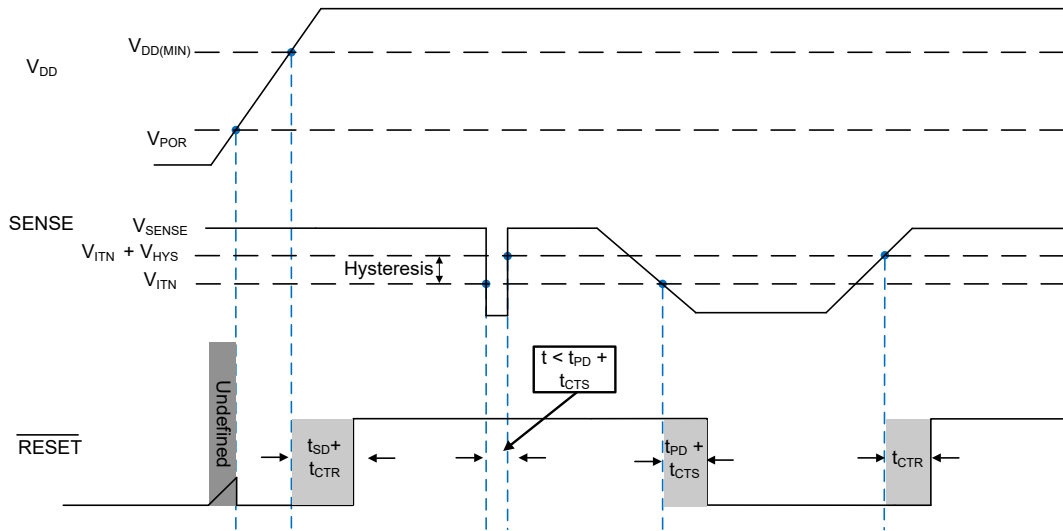 V_DD(MIN)
V_DD
V_POR
SENSE
V_SENSE
V_ITN + V_HYS
Hysteresis
V_ITN
t < t_PD +
t_CTS
Undefined
RESET
t_SD+
t_CTR
t_PD +
t_CTS
t_CTR